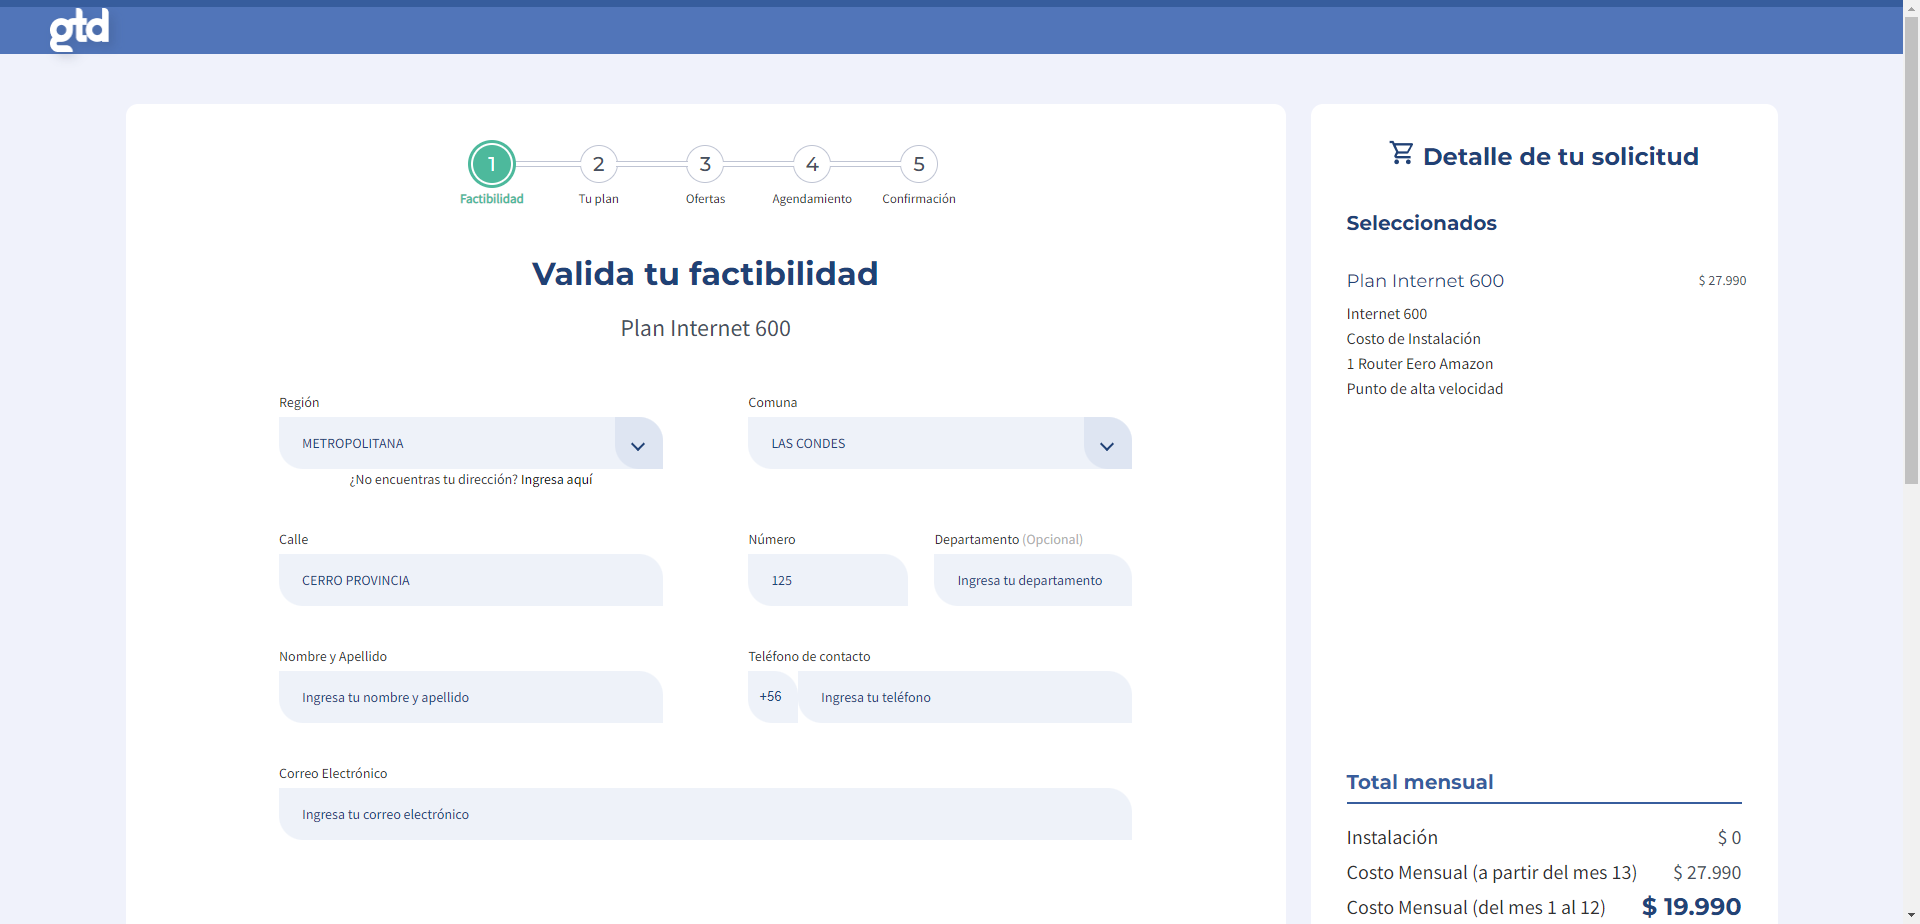 gtd
1
2
3
4
5
Factibilidad
Tu plan
Ofertas
Agendamiento
Confirmación
Valida tu factibilidad
Plan Internet 600
Región
Comuna
METROPOLITANA
LAS CONDES
¿No encuentras tu dirección? Ingresa aquí
Calle
Número
Departamento (Opcional)
CERRO PROVINCIA
125
Ingresa tu departamento
Nombre y Apellido
Teléfono de contacto
Ingresa tu nombre y apellido
+56
Ingresa tu teléfono
Correo Electrónico
Ingresa tu correo electrónico
Detalle de tu solicitud
Seleccionados
Plan Internet 600 $ 27.990
Internet 600
Costo de Instalación
1 Router Eero Amazon
Punto de alta velocidad
Total mensual
Instalación $ 0
Costo Mensual (a partir del mes 13) $ 27.990
Costo Mensual (del mes 1 al 12) $ 19.990